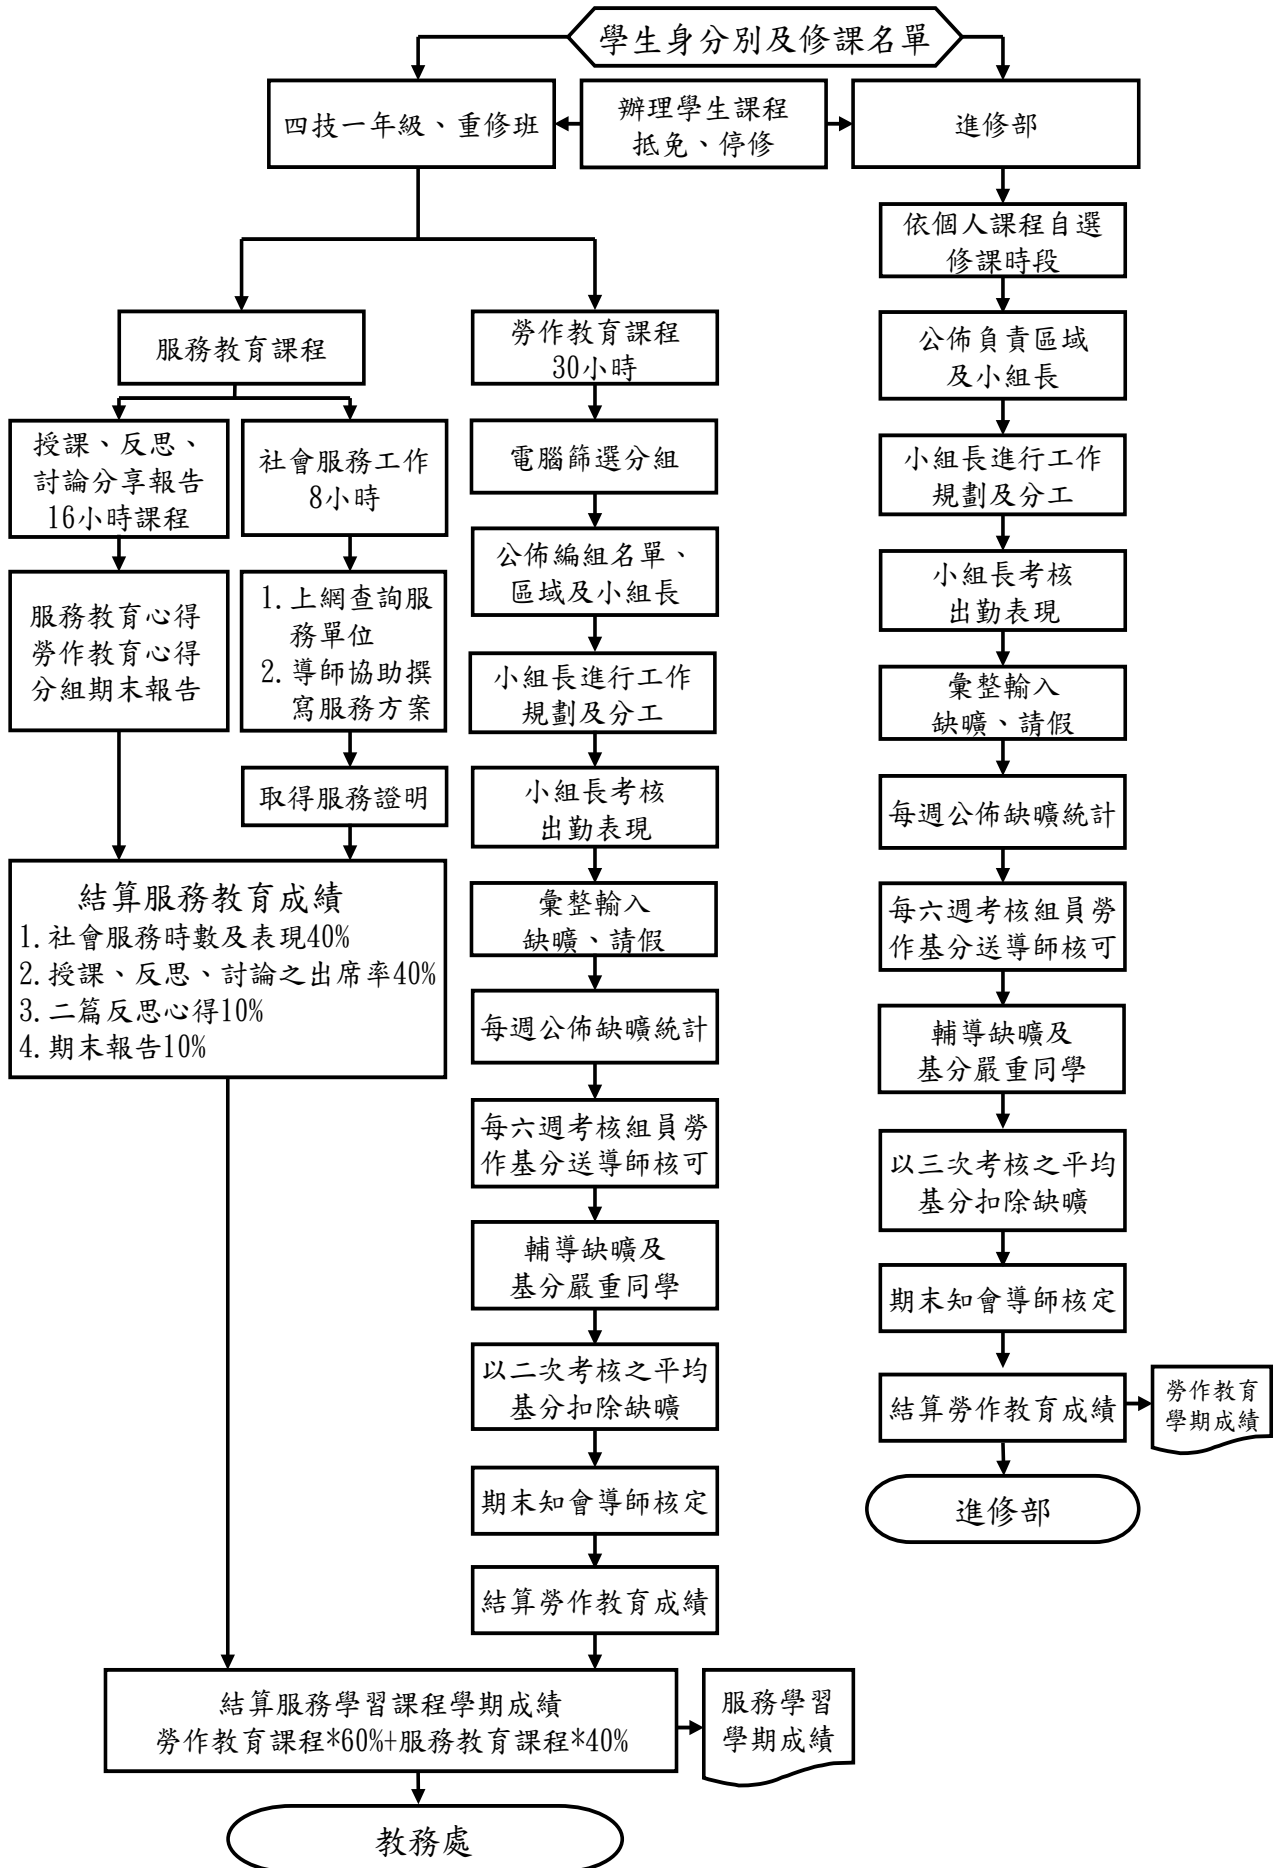 學生身分別及修課名單
四技一年級、重修班
辦理學生課程
抵免、停修
進修部
服務教育課程
授課、反思、
討論分享報告
16小時課程
社會服務工作
8小時
服務教育心得
勞作教育心得
分組期末報告
1.上網查詢服
務單位
2.導師協助撰
寫服務方案
取得服務證明
結算服務教育成績
1.社會服務時數及表現40%
2.授課、反思、討論之出席率40%
3.二篇反思心得10%
4.期末報告10%
勞作教育課程
30小時
電腦篩選分組
公佈編組名單、
區域及小組長
小組長進行工作
規劃及分工
小組長考核
出勤表現
彙整輸入
缺曠、請假
每週公佈缺曠統計
每六週考核組員勞
作基分送導師核可
輔導缺曠及
基分嚴重同學
以二次考核之平均
基分扣除缺曠
期末知會導師核定
結算勞作教育成績
結算服務學習課程學期成績
勞作教育課程*60%+服務教育課程*40%
服務學習
學期成績
教務處
依個人課程自選
修課時段
公佈負責區域
及小組長
小組長進行工作
規劃及分工
小組長考核
出勤表現
彙整輸入
缺曠、請假
每週公佈缺曠統計
每六週考核組員勞
作基分送導師核可
輔導缺曠及
基分嚴重同學
以三次考核之平均
基分扣除缺曠
期末知會導師核定
結算勞作教育成績
勞作教育
學期成績
進修部